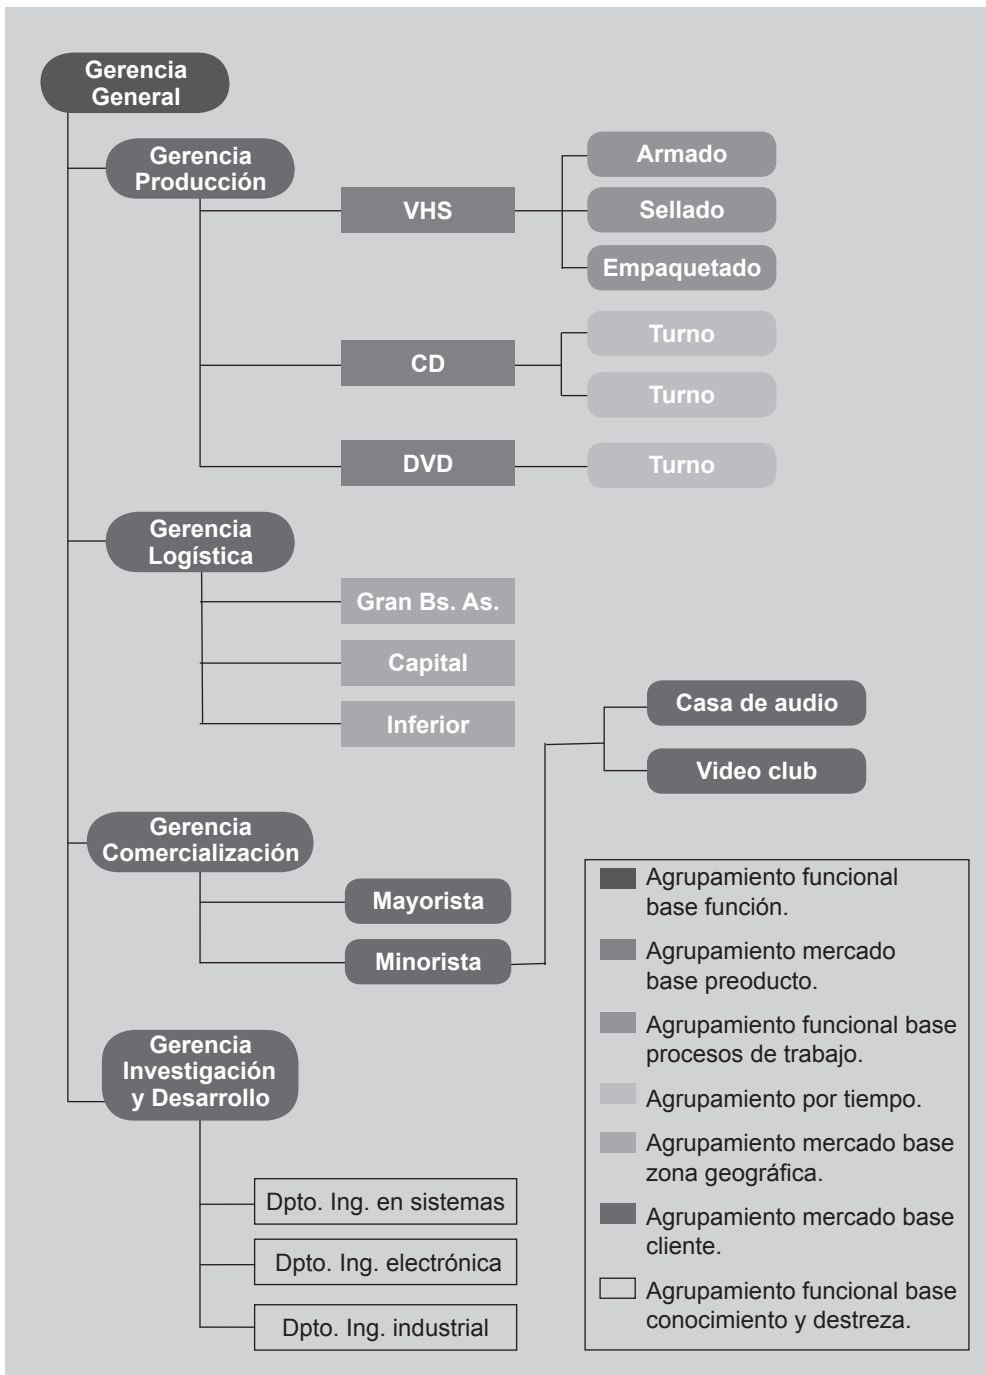 Gerencia
General
Gerencia
Producción
VHS
Armado
Sellado
Empaquetado
CD
Turno
Turno
DVD
Turno
Gerencia
Logística
Gran Bs. As.
Capital
Inferior
Gerencia
Comercialización
Mayorista
Minorista
Casa de audio
Video club
Gerencia
Investigación
y Desarrollo
Dpto. Ing. en sistemas
Dpto. Ing. electrónica
Dpto. Ing. industrial
Agrupamiento funcional
base función.
Agrupamiento mercado
base preoducto.
Agrupamiento funcional base
procesos de trabajo.
Agrupamiento por tiempo.
Agrupamiento mercado base
zona geográfica.
Agrupamiento mercado base
cliente.
Agrupamiento funcional base
conocimiento y destreza.